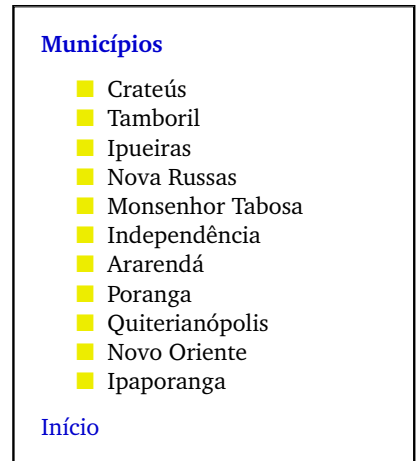 Municípios
Crateús
Tamboril
Ipueiras
Nova Russas
Monsenhor Tabosa
Independência
Ararendá
Poranga
Quiterianópolis
Novo Oriente
Ipaporanga
Início